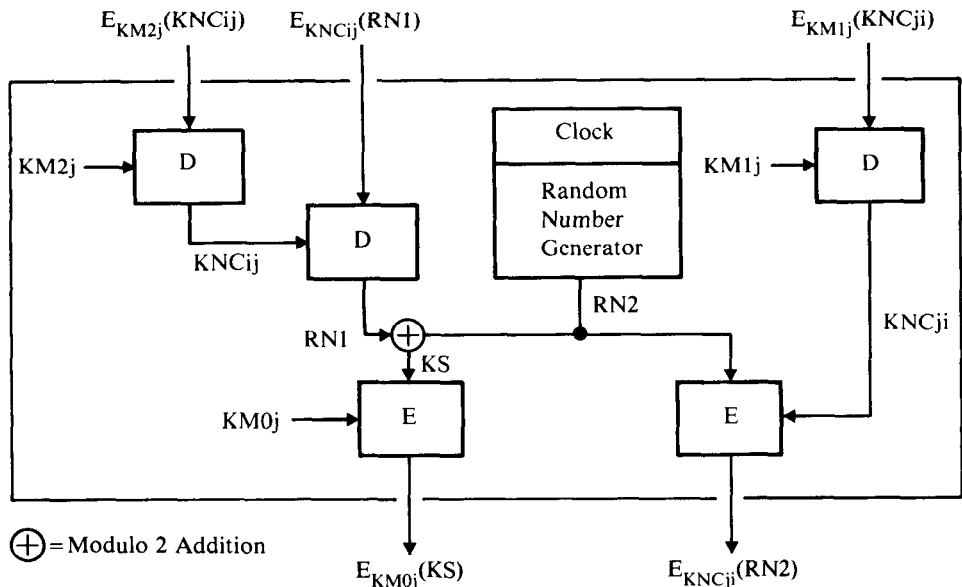 E_KM2j(KNCij)
E_KNCij(RN1)
E_KM1j(KNCji)
Clock
Random
Number
Generator
KM2j
D
KM1j
D
D
KNCij
RN2
RN1
+
KNCji
KS
KM0j
E
E
+ = Modulo 2 Addition
E_KM0j(KS)
E_KNCji(RN2)